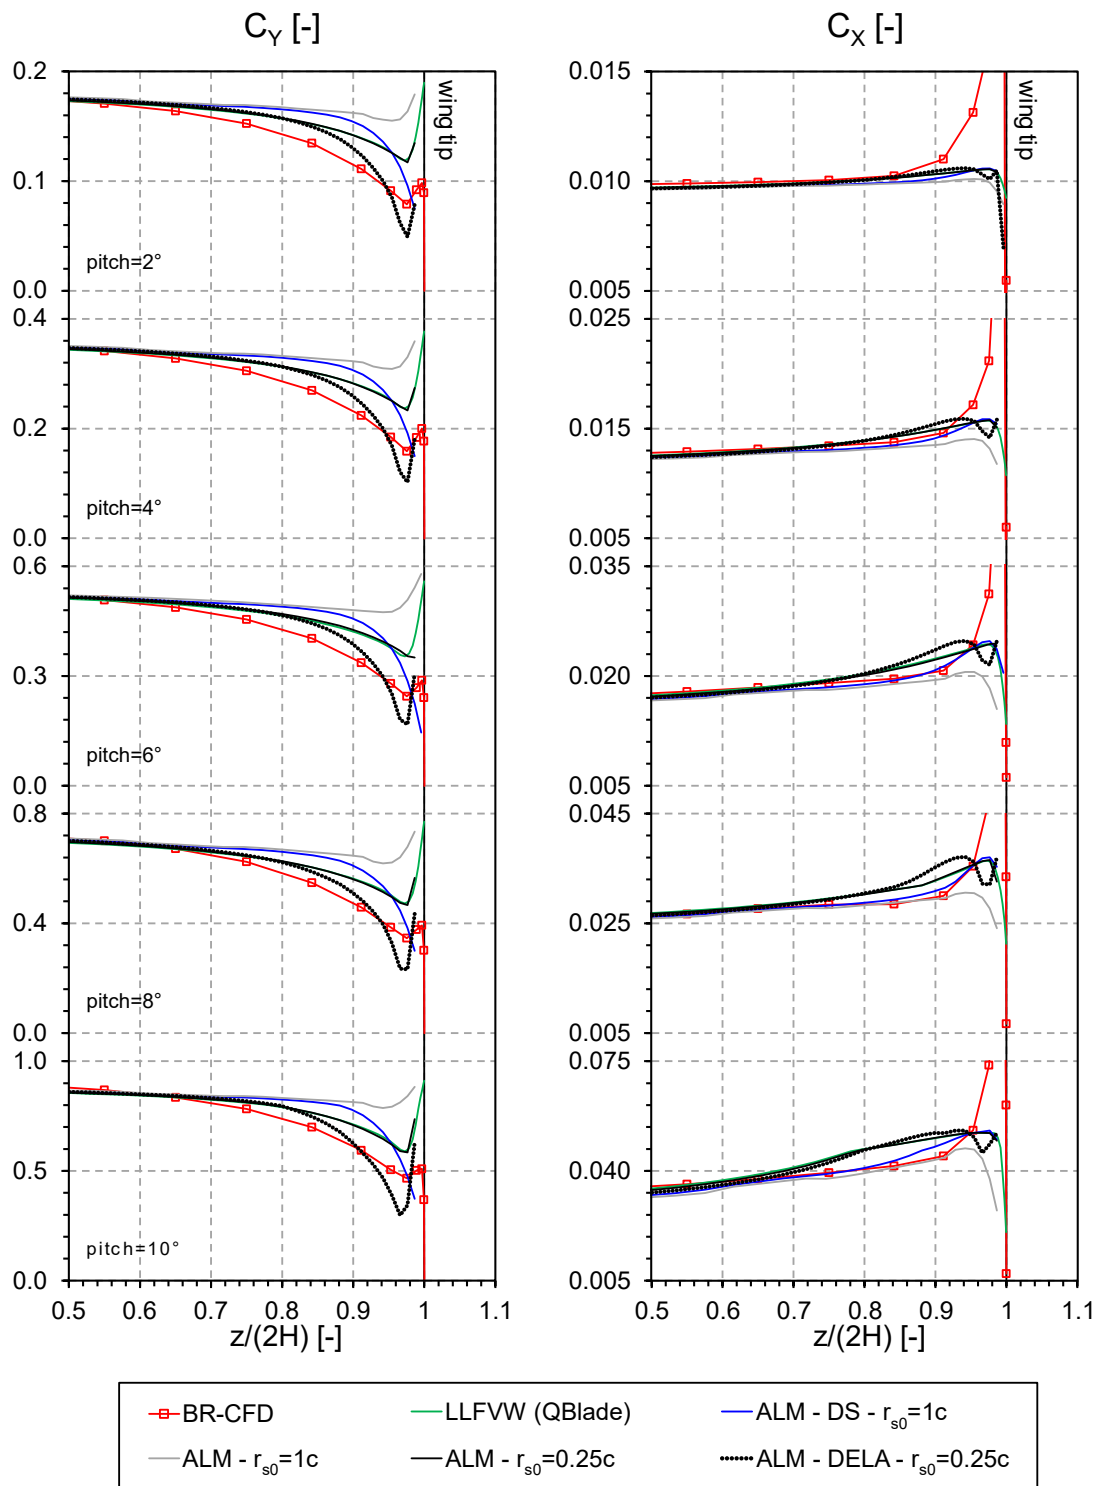 C_Y [-]
C_X [-]
0.2
0.1
0.0
pitch=2°
wing tip
0.015
0.010
0.005
wing tip
0.4
0.2
0.0
pitch=4°
0.025
0.015
0.005
0.6
0.3
0.0
pitch=6°
0.035
0.020
0.005
0.8
0.4
0.0
pitch=8°
0.045
0.025
0.005
1.0
0.5
0.0
pitch=10°
0.075
0.040
0.005
0.5 0.6 0.7 0.8 0.9 1 1.1
z/(2H) [-]
0.5 0.6 0.7 0.8 0.9 1 1.1
z/(2H) [-]
BR-CFD LLFVW (QBlade) ALM - DS - r_s0=1c
ALM - r_s0=1c ALM - r_s0=0.25c ALM - DELA - r_s0=0.25c